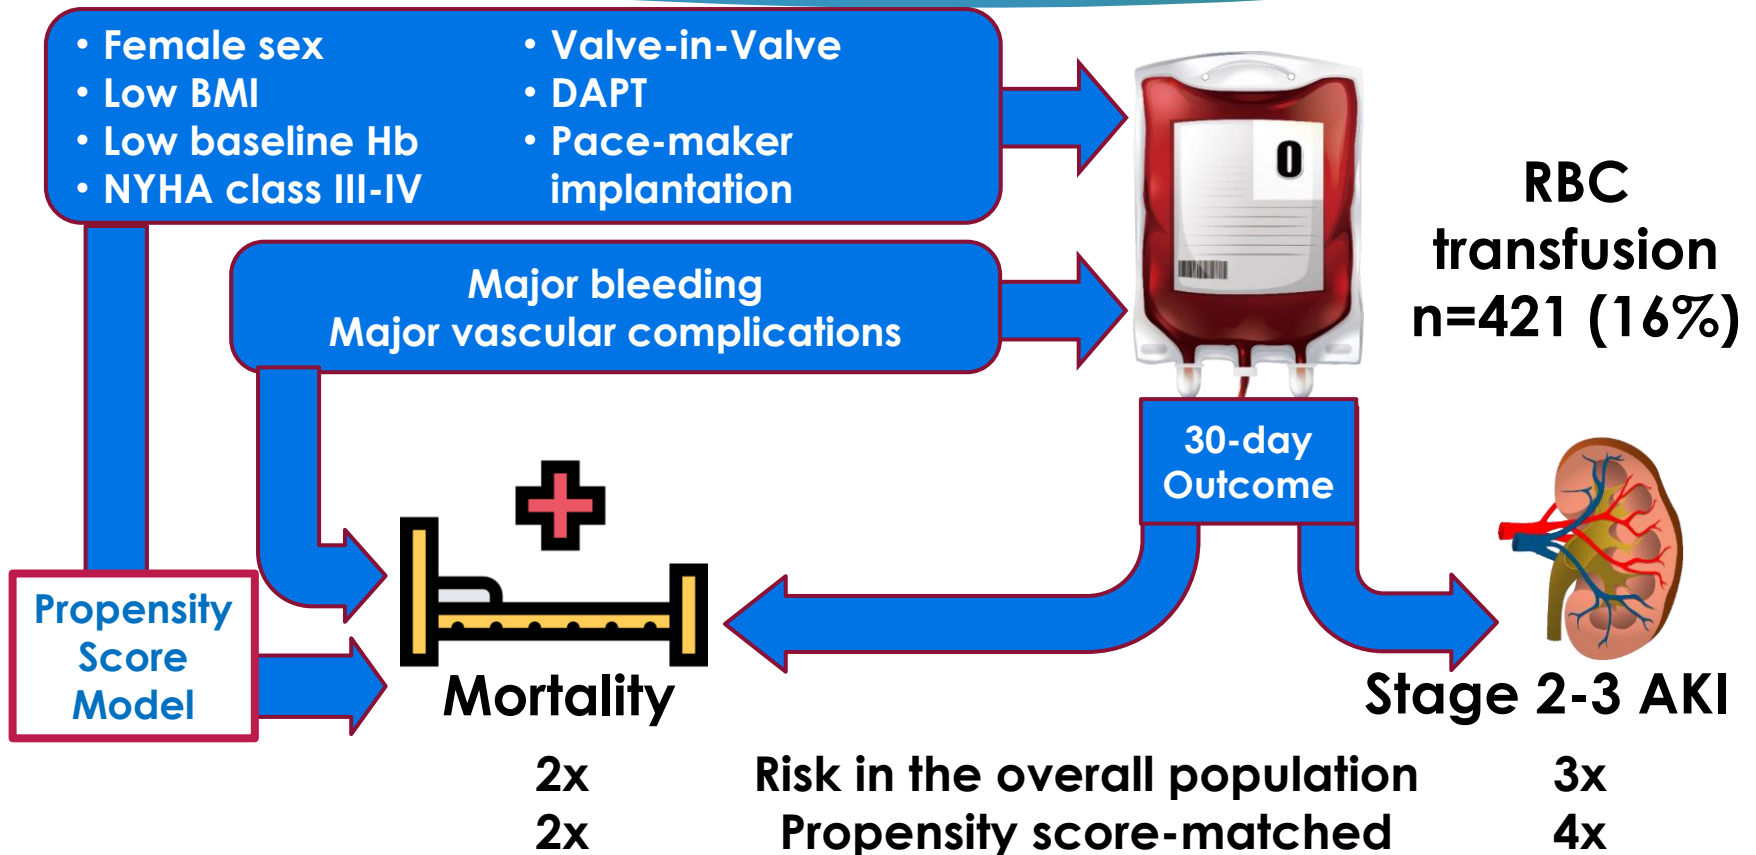 • Female sex
• Low BMI
• Low baseline Hb
• NYHA class III-IV
• Valve-in-Valve
• DAPT
• Pace-maker
implantation
0
RBC
transfusion
n=421 (16%)
Major bleeding
Major vascular complications
30-day
Outcome
Propensity
Score
Model
Mortality
Stage 2-3 AKI
2x Risk in the overall population 3x
2x Propensity score-matched 4x